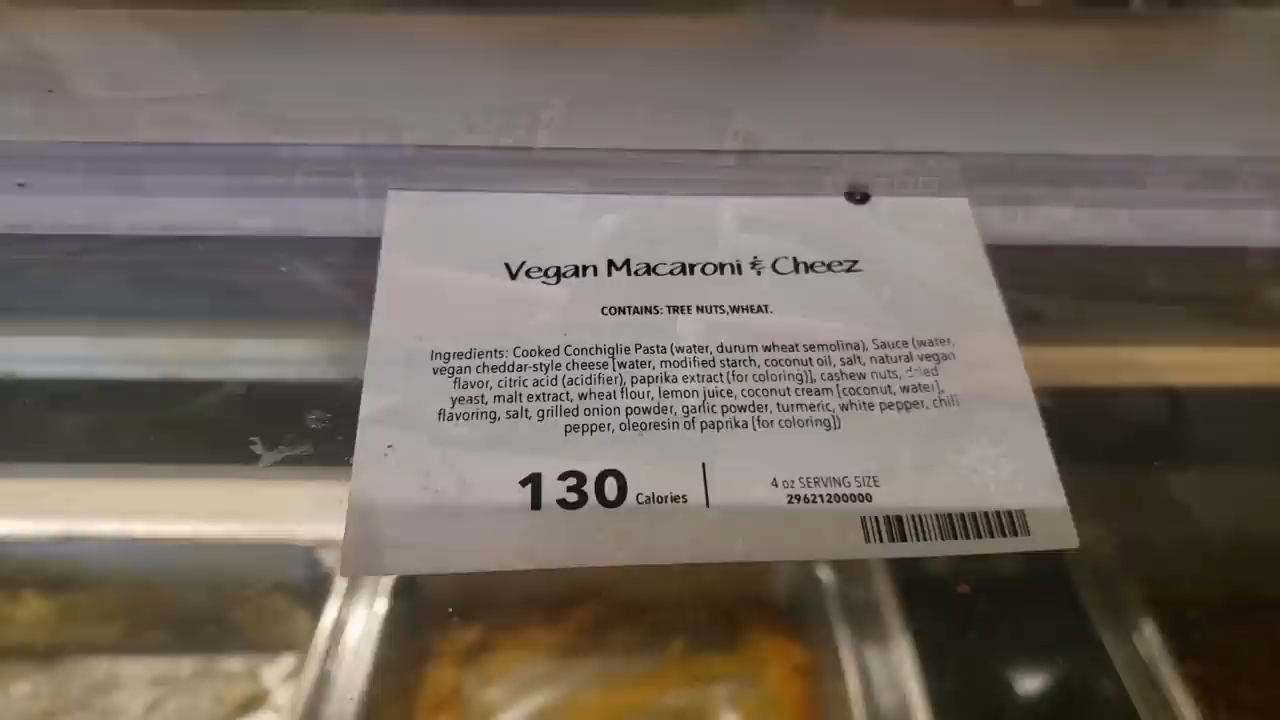 Vegan Macaroni & Cheez
CONTAINS: TREE NUTS,WHEAT.
Ingredients: Cooked Conchiglie Pasta (water, durum wheat semolina), Sauce (water,
vegan cheddar-style cheese [water, modified starch, coconut oil, salt, natural vegan
flavor, citric acid (acidifier), paprika extract (for coloring)], cashew nuts, dried
yeast, malt extract, wheat flour, lemon juice, coconut cream [coconut, water],
flavoring, salt, grilled onion powder, garlic powder, turmeric, white pepper, chili
pepper, oleoresin of paprika [for coloring])
130 Calories
4 oz SERVING SIZE
29621200000